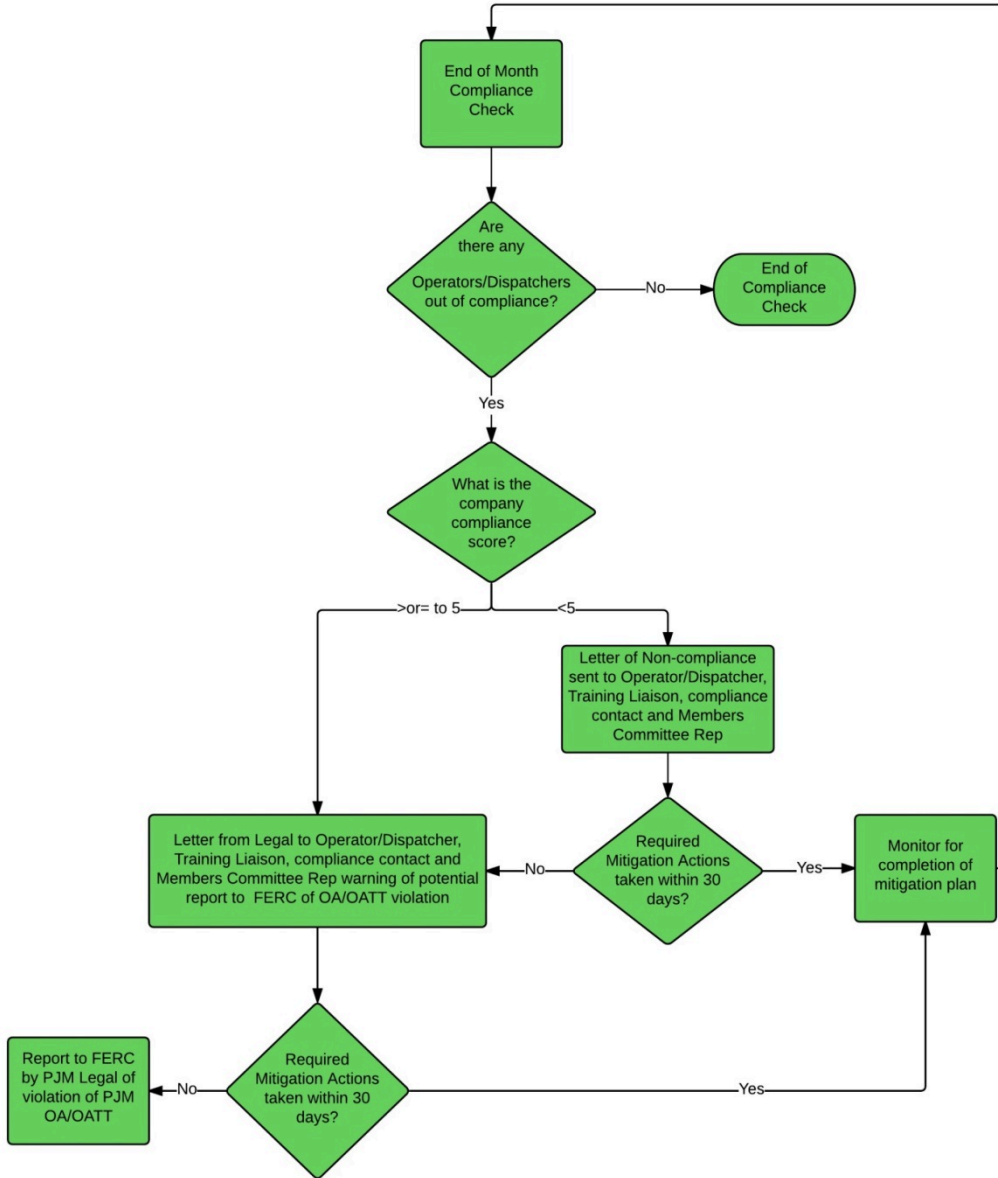 End of Month
Compliance
Check
Are
there any
Operators/Dispatchers
out of compliance?
No
End of
Compliance
Check
Yes
What is the
company
compliance
score?
>or= to 5
<5
Letter of Non-compliance
sent to Operator/Dispatcher,
Training Liaison, compliance
contact and Members
Committee Rep
Letter from Legal to Operator/Dispatcher,
Training Liaison, compliance contact and
Members Committee Rep warning of potential
report to FERC of OA/OATT violation
No
Required
Mitigation Actions
taken within 30
days?
Yes
Monitor for
completion of
mitigation plan
Report to FERC
by PJM Legal of
violation of PJM
OA/OATT
No
Required
Mitigation Actions
taken within 30
days?
Yes